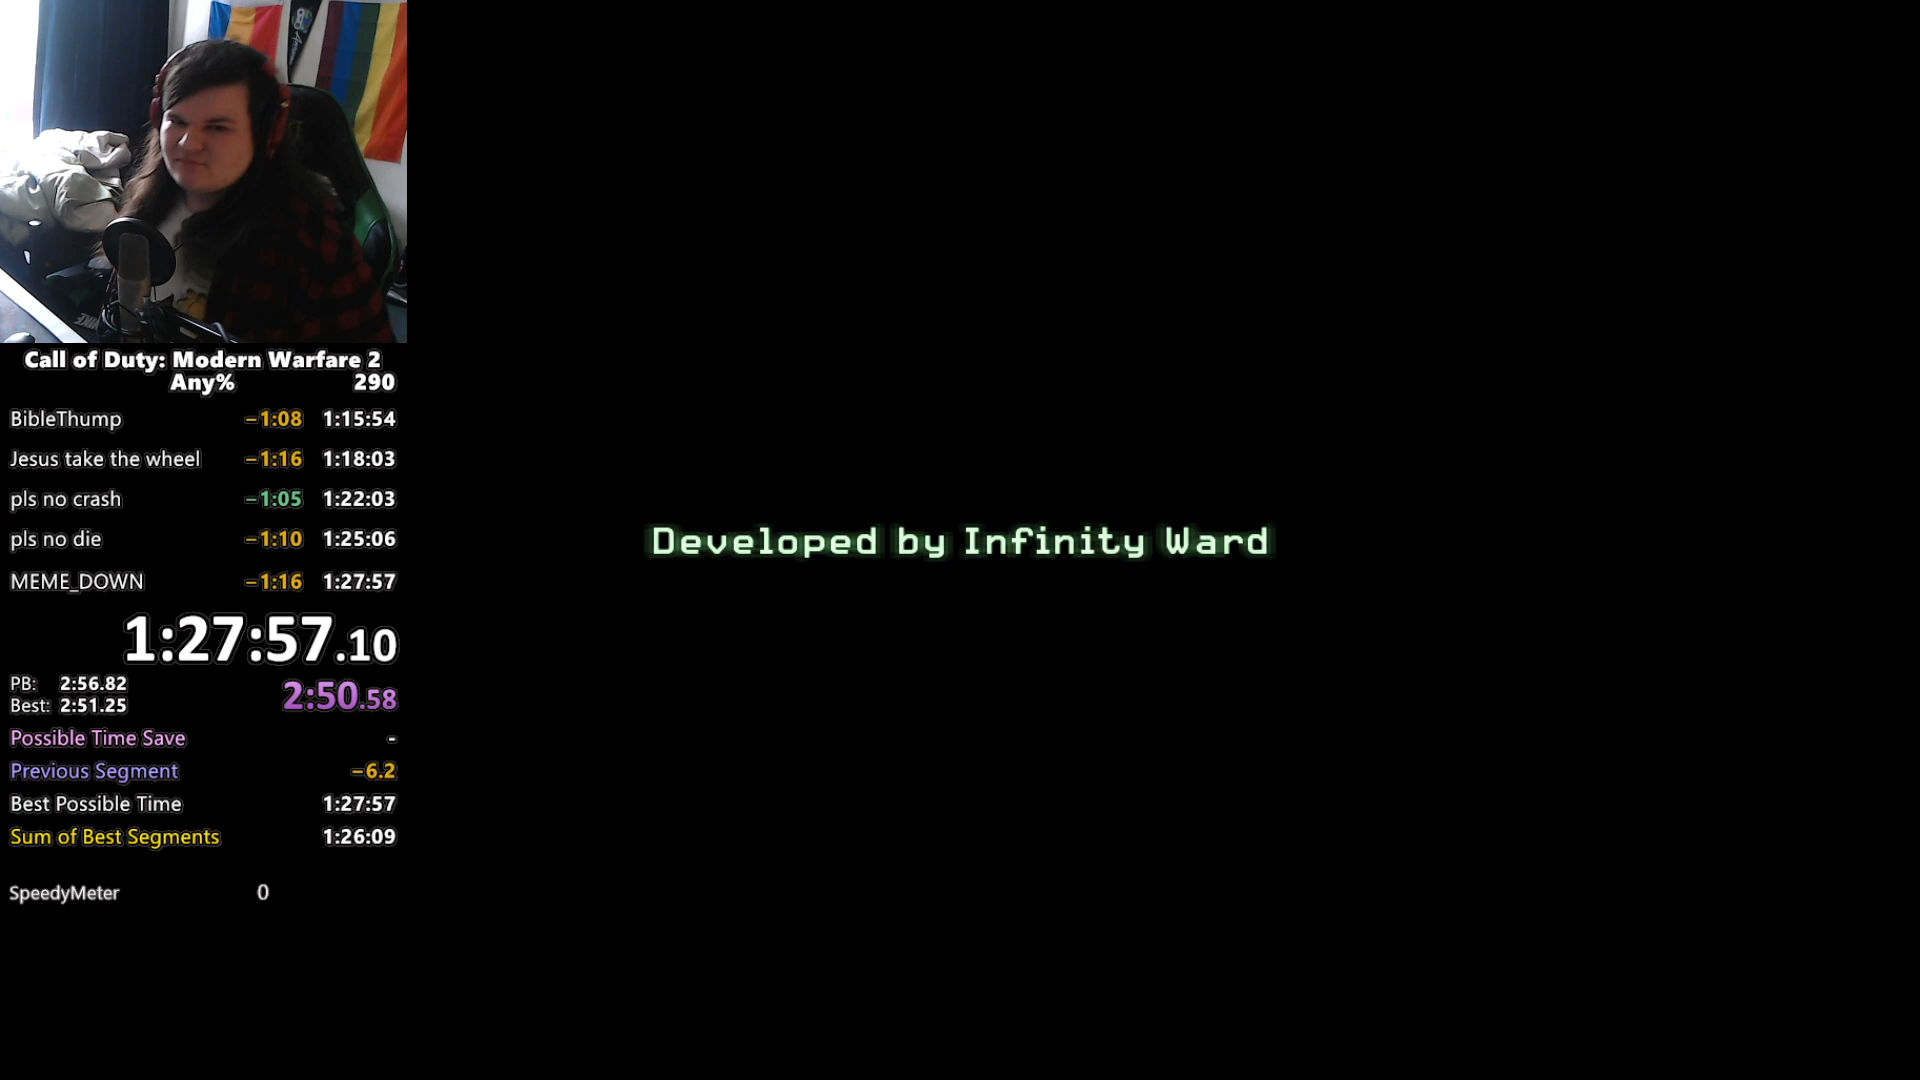 Call of Duty: Modern Warfare 2
Any% 290
BibleThump -1:08 1:15:54
Jesus take the wheel -1:16 1:18:03
pls no crash -1:05 1:22:03
pls no die -1:10 1:25:06
MEME_DOWN -1:16 1:27:57
1:27:57.10
PB: 2:56.82
Best: 2:51.25
2:50.58
Possible Time Save -
Previous Segment -6.2
Best Possible Time 1:27:57
Sum of Best Segments 1:26:09
SpeedyMeter 0
Developed by Infinity Ward